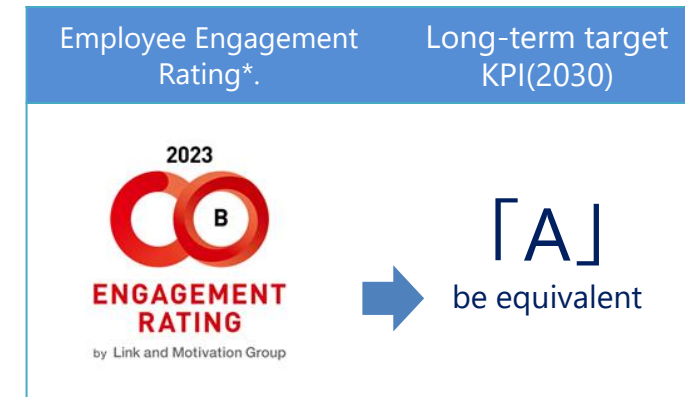 Employee Engagement
Rating*.
Long-term target
KPI(2030)
2023
B
ENGAGEMENT
RATING
by Link and Motivation Group
「A」
be equivalent